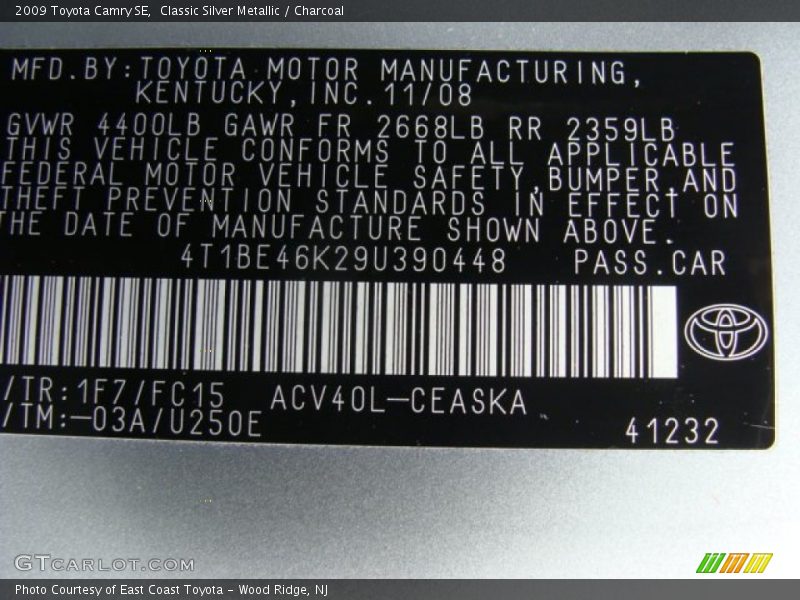 2009 Toyota Camry SE,  Classic Silver Metallic / Charcoal
MFD.BY:TOYOTA MOTOR MANUFACTURING,
KENTUCKY,INC.11/08
GVWR 4400LB GAWR FR 2668LB RR 2359LB
THIS VEHICLE CONFORMS TO ALL APPLICABLE
FEDERAL MOTOR VEHICLE SAFETY,BUMPER,AND
THEFT PREVENTION STANDARDS IN EFFECT ON
THE DATE OF MANUFACTURE SHOWN ABOVE.
4T1BE46K29U390448 PASS.CAR
/TR:1F7/FC15 ACV40L-CEASKA
/TM:-03A/U250E
41232
GTCARLOT.COM
Photo Courtesy of East Coast Toyota - Wood Ridge, NJ